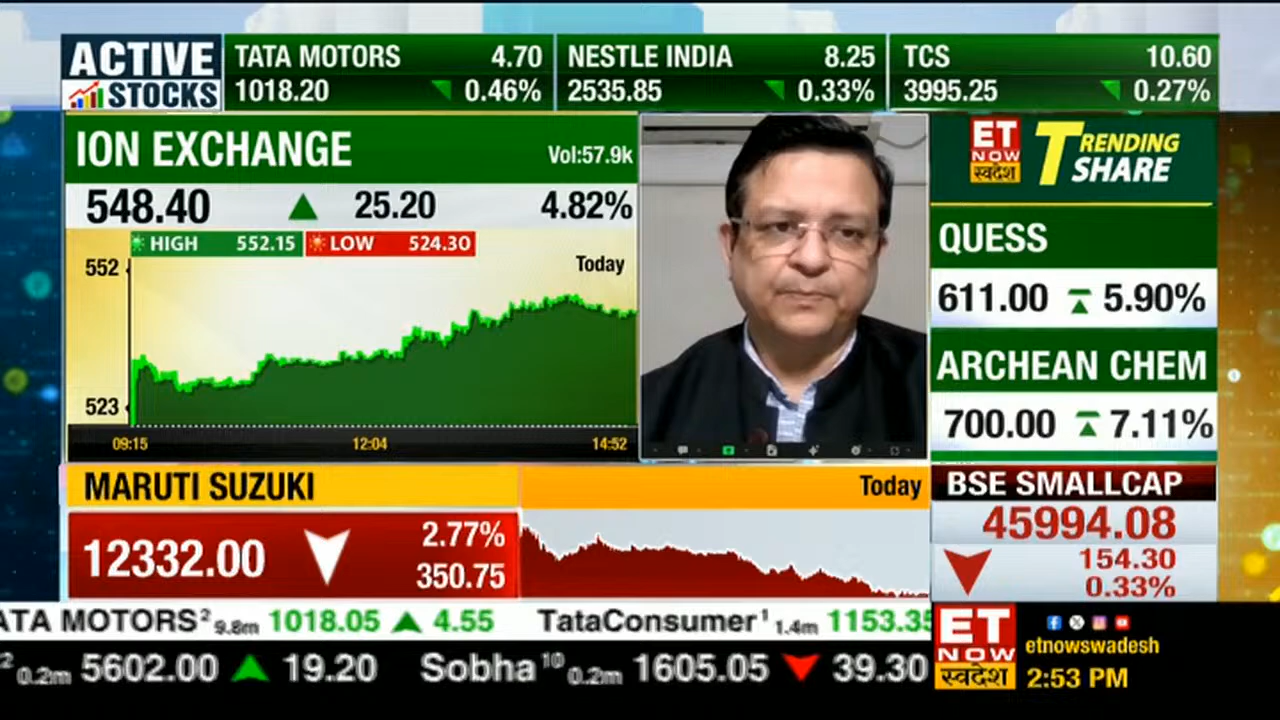 ACTIVE
STOCKS
TATA MOTORS 4.70
1018.20 0.46%
NESTLE INDIA 8.25
2535.85 0.33%
TCS 10.60
3995.25 0.27%
ION EXCHANGE Vol:57.9k
548.40 25.20 4.82%
HIGH 552.15 LOW 524.30
Today
552
523
09:15 12:04 14:52
ET
NOW
स्वदेश
TRENDING
SHARE
QUESS
611.00 5.90%
ARCHEAN CHEM
700.00 7.11%
MARUTI SUZUKI Today
12332.00
2.77%
350.75
BSE SMALLCAP
45994.08
154.30
0.33%
ATA MOTORS² 9.8m 1018.05 4.55 TataConsumer¹ 1.4m 1153.35
² 0.2m 5602.00 19.20 Sobha¹⁰ 0.2m 1605.05 39.30
ET
NOW
स्वदेश
etnowswadesh
2:53 PM